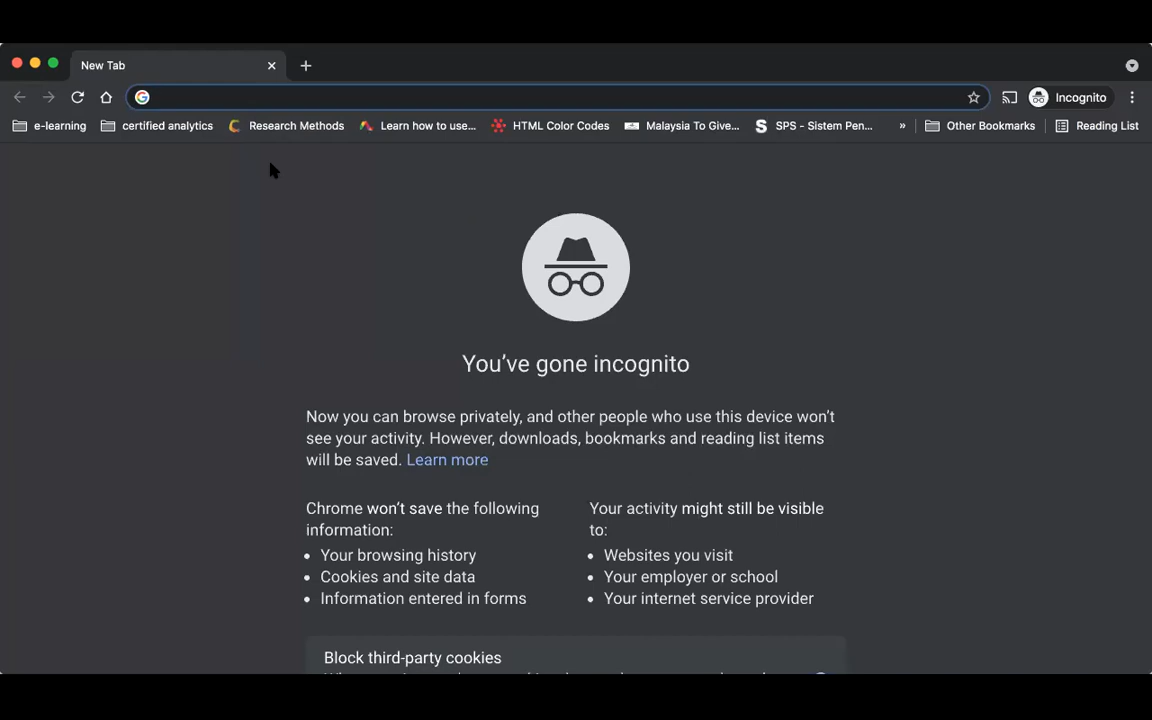 New Tab
Incognito
e-learning certified analytics Research Methods Learn how to use... HTML Color Codes Malaysia To Give... SPS - Sistem Pen... » Other Bookmarks Reading List
You've gone incognito
Now you can browse privately, and other people who use this device won't
see your activity. However, downloads, bookmarks and reading list items
will be saved. Learn more
Chrome won't save the following
information:
• Your browsing history
• Cookies and site data
• Information entered in forms
Your activity might still be visible
to:
• Websites you visit
• Your employer or school
• Your internet service provider
Block third-party cookies